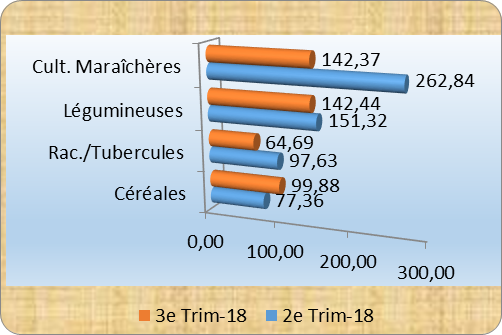 Cult. Maraîchères
142,37
262,84
Légumineuses
142,44
151,32
Rac./Tubercules
64,69
97,63
Céréales
99,88
77,36
0,00
100,00
200,00
300,00
3e Trim-18 2e Trim-18